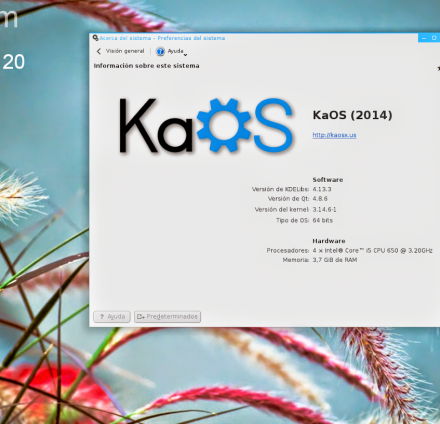 m
20
Acerca del sistema - Preferencias del sistema
Visión general
Ayuda
Información sobre este sistema
KaOS
KaOS (2014)
http://kaosx.us
Software
Versión de KDELibs: 4.13.3
Versión de Qt: 4.8.6
Versión del kernel: 3.14.6-1
Tipo de OS: 64 bits
Hardware
Procesadores: 4 x Intel® Core™ i5 CPU 650 @ 3.20GHz
Memoria: 3,7 GiB de RAM
? Ayuda
Predeterminados